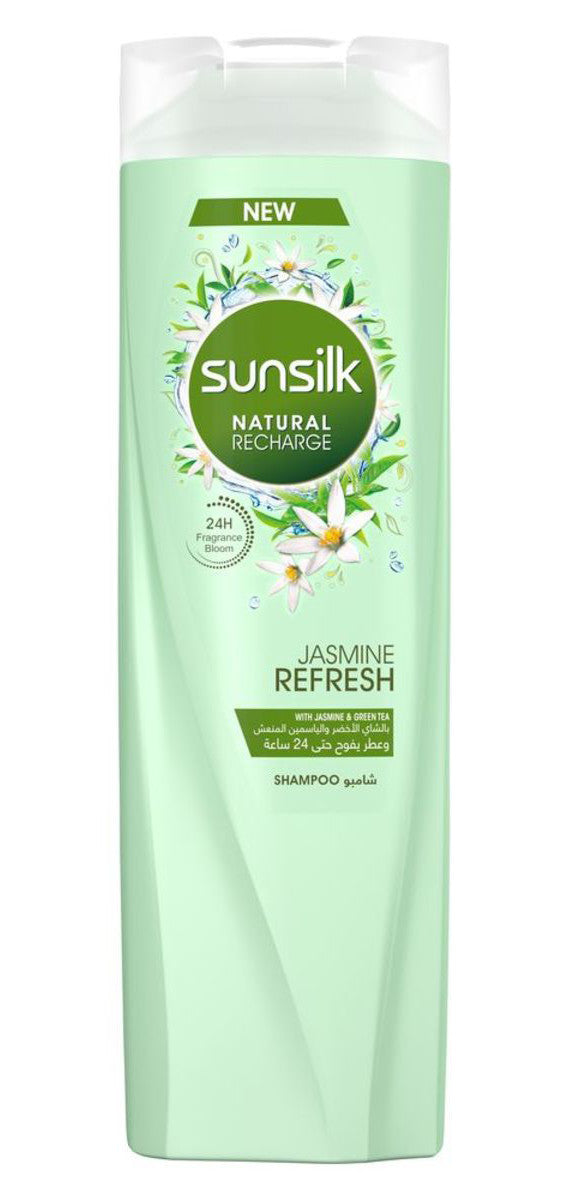 NEW
sunsilk
NATURAL
RECHARGE
24H
Fragrance
Bloom
JASMINE
REFRESH
WITH JASMINE & GREEN TEA
بالشاي الأخضر والياسمين المنعش
وعطر يفوح حتى 24 ساعة
SHAMPOO شامبو